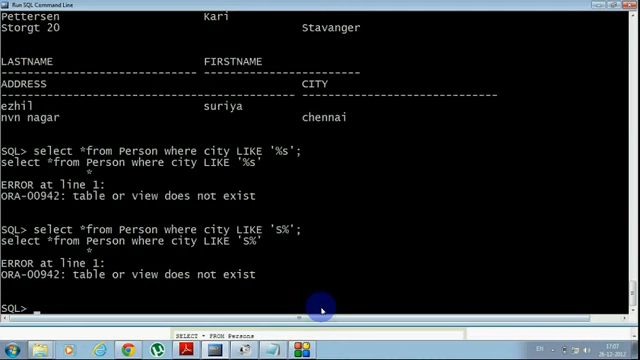 Run SQL Command Line
Pettersen Kari
Storgt 20 Stavanger
LASTNAME FIRSTNAME
ADDRESS CITY
ezhil suriya
nvn nagar chennai
SQL> select *from Person where city LIKE '%s';
select *from Person where city LIKE '%s'
*
ERROR at line 1:
ORA-00942: table or view does not exist
SQL> select *from Person where city LIKE 'S%';
select *from Person where city LIKE 'S%'
*
ERROR at line 1:
ORA-00942: table or view does not exist
SQL>
SELECT * FROM Persons
EN
17:07
26-12-2012